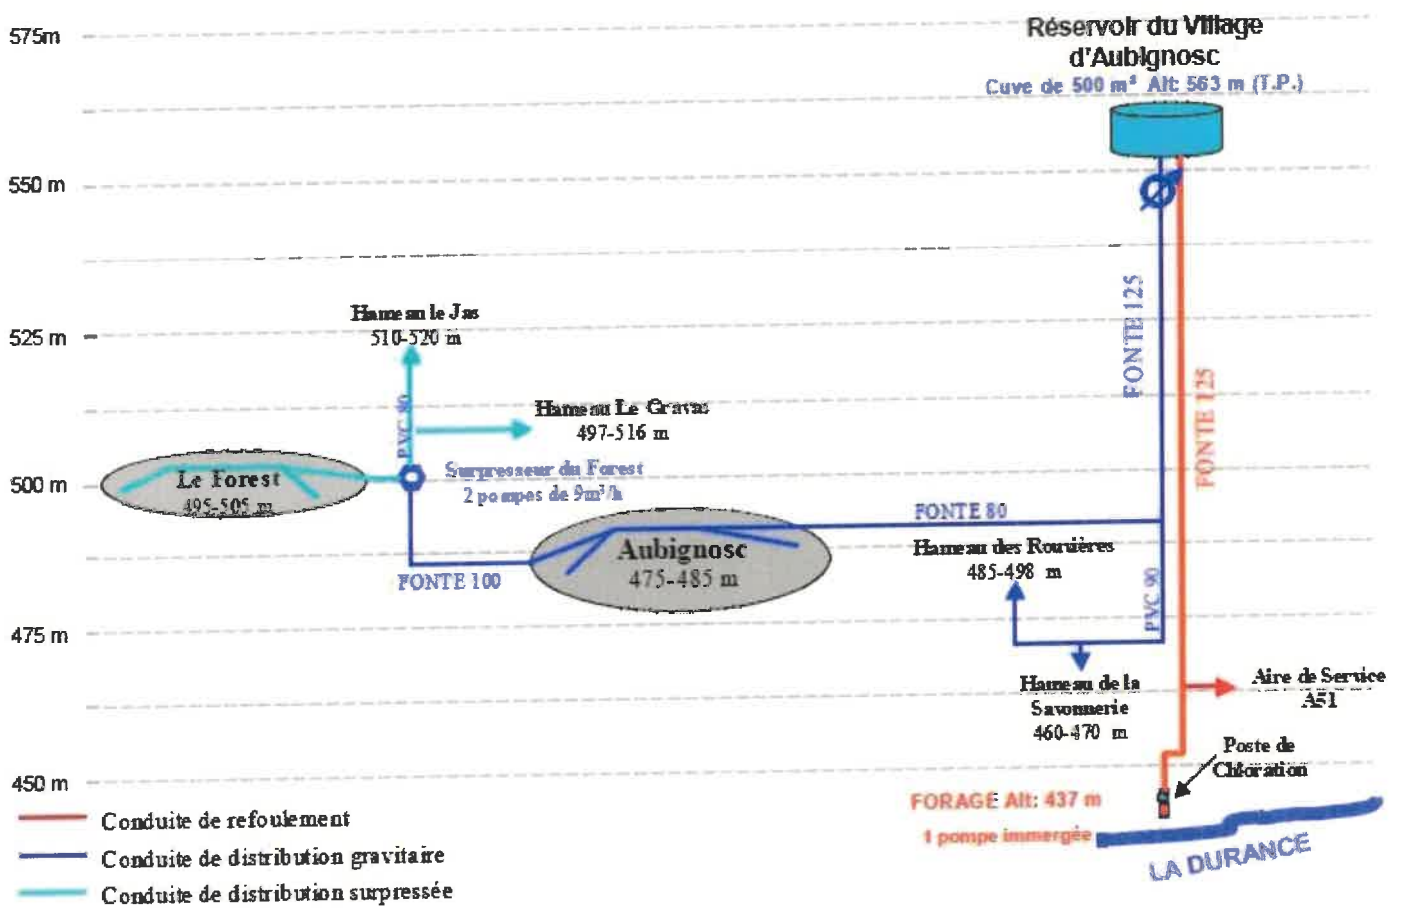 575m
Réservoir du Village
d'Aubignosc
Cuve de 500 m³ Alt: 563 m (T.P.)
550 m
FONTE 125
FONTE 125
525m
Hameau le Jas
510-520 m
PVC 80
Hameau Le Gravas
497-516 m
500 m
Le Forest
495-505 m
Surpresseur du Forest
2 pompes de 9m³/h
FONTE 80
Aubignosc
475-485 m
FONTE 100
Hameau des Rouvières
485-498 m
PVC 90
475 m
Hameau de la
Savonnerie
460-470 m
Aire de Service
A51
Poste de
Chloration
450 m
FORAGE Alt: 437 m
1 pompe immergée
LA DURANCE
Conduite de refoulement
Conduite de distribution gravitaire
Conduite de distribution surpressée